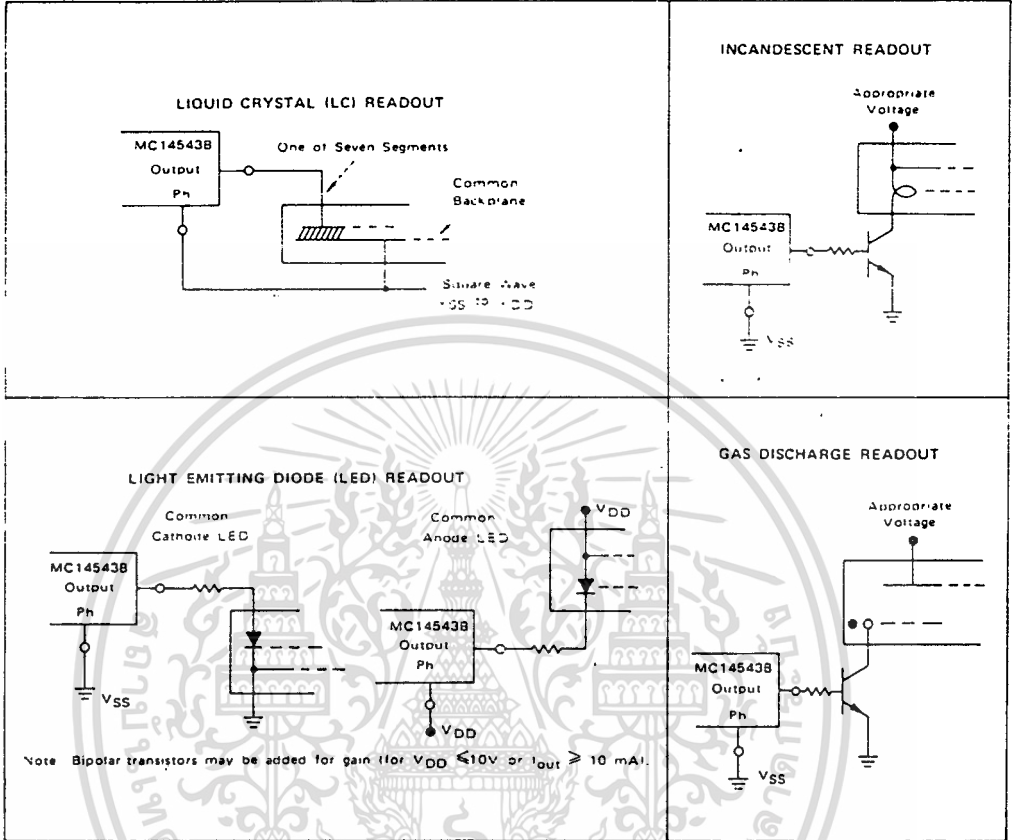 LIQUID CRYSTAL (LC) READOUT
MC14543B
Output
Ph
One of Seven Segments
Common
Backplane
Square Wave
VSS to VDD
INCANDESCENT READOUT
Appropriate
Voltage
MC14543B
Output
Ph
VSS
LIGHT EMITTING DIODE (LED) READOUT
Common
Cathode LED
MC14543B
Output
Ph
VSS
Common
Anode LED
VDD
MC14543B
Output
Ph
VDD
Note Bipolar transistors may be added for gain (for VDD ≤10V or Iout ≥ 10 mA).
GAS DISCHARGE READOUT
Appropriate
Voltage
MC14543B
Output
Ph
VSS